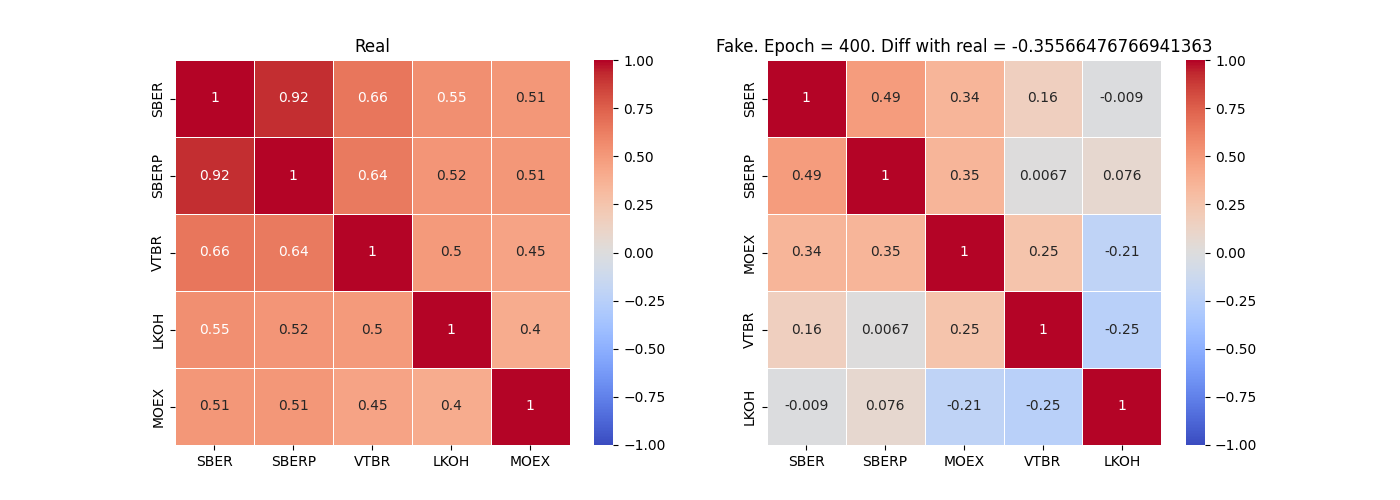 Real
SBER 1 0.92 0.66 0.55 0.51
SBERP 0.92 1 0.64 0.52 0.51
VTBR 0.66 0.64 1 0.5 0.45
LKOH 0.55 0.52 0.5 1 0.4
MOEX 0.51 0.51 0.45 0.4 1
SBER SBERP VTBR LKOH MOEX
1.00
0.75
0.50
0.25
0.00
−0.25
−0.50
−0.75
−1.00
Fake. Epoch = 400. Diff with real = -0.35566476766941363
SBER 1 0.49 0.34 0.16 -0.009
SBERP 0.49 1 0.35 0.0067 0.076
MOEX 0.34 0.35 1 0.25 -0.21
VTBR 0.16 0.0067 0.25 1 -0.25
LKOH -0.009 0.076 -0.21 -0.25 1
SBER SBERP MOEX VTBR LKOH
1.00
0.75
0.50
0.25
0.00
−0.25
−0.50
−0.75
−1.00